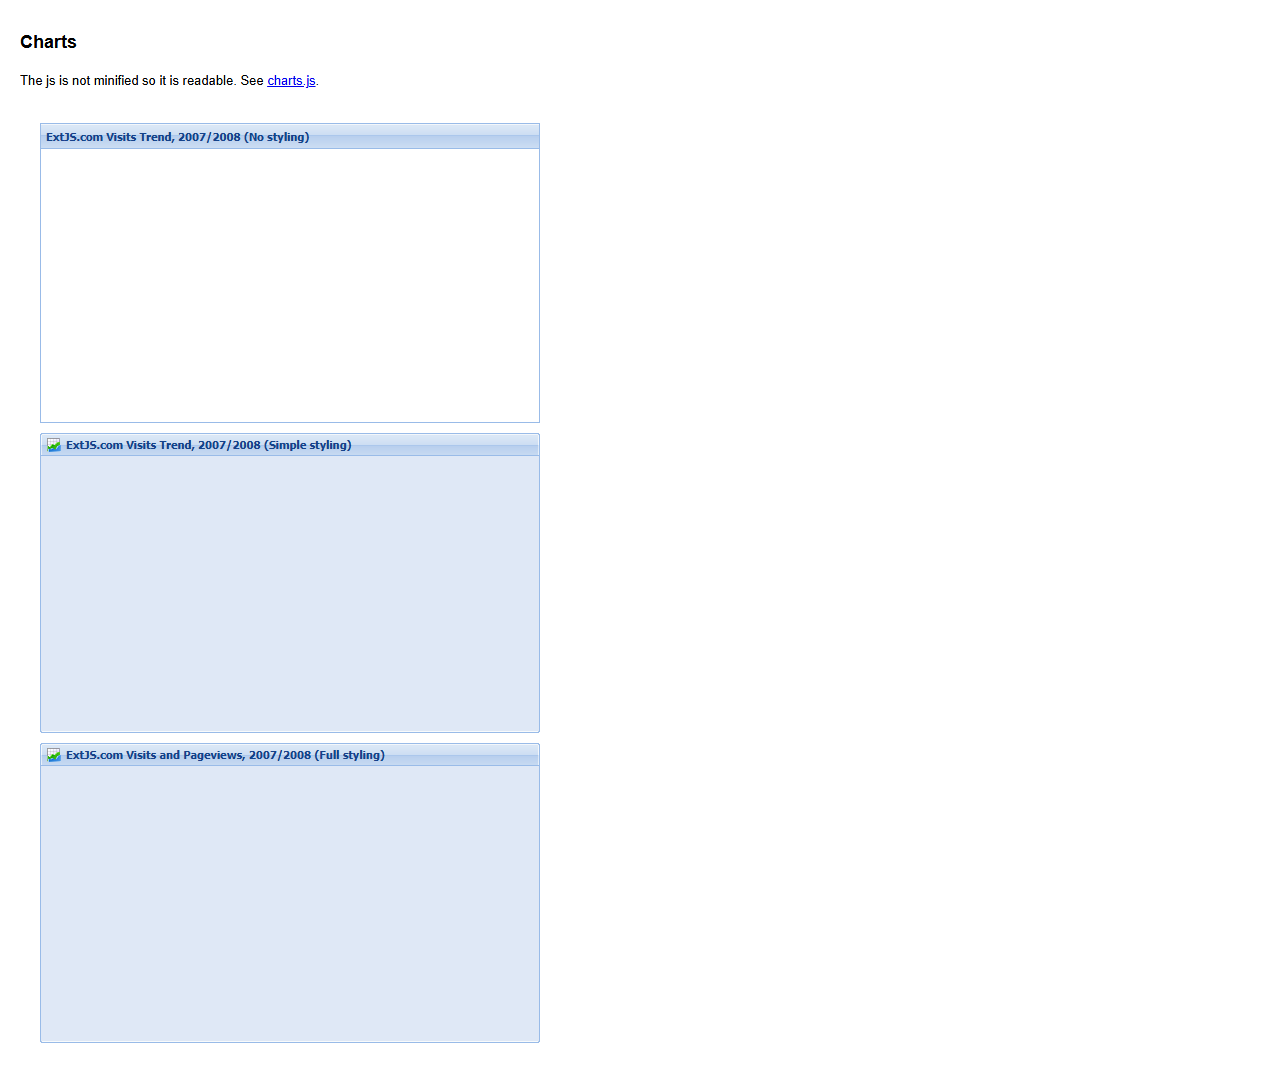 Charts
The js is not minified so it is readable. See charts.js.
ExtJS.com Visits Trend, 2007/2008 (No styling)
ExtJS.com Visits Trend, 2007/2008 (Simple styling)
ExtJS.com Visits and Pageviews, 2007/2008 (Full styling)